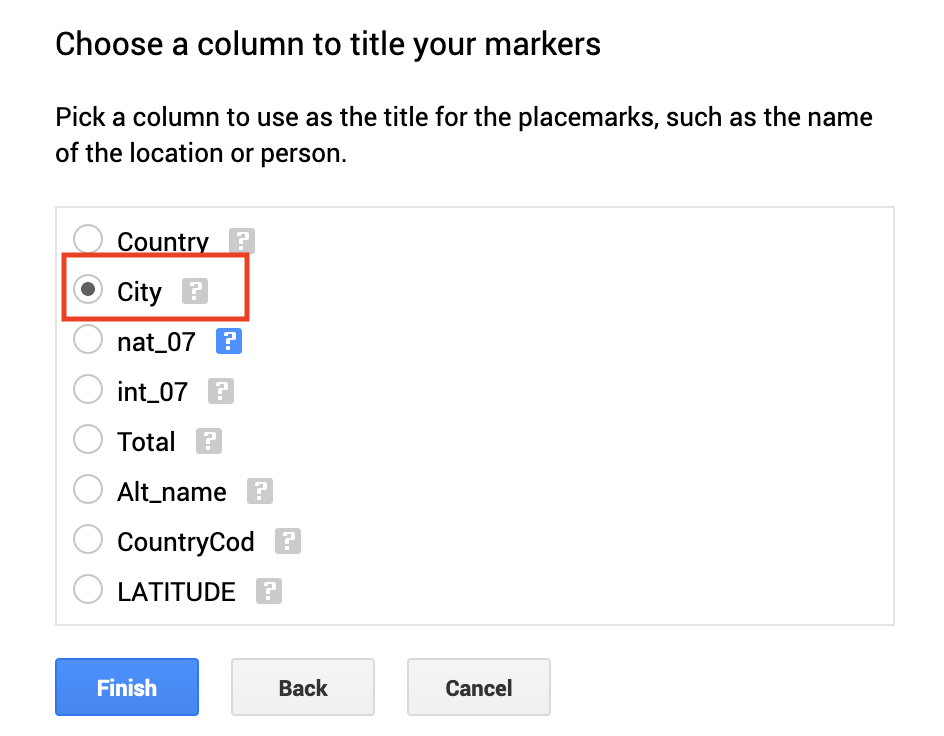 Choose a column to title your markers
Pick a column to use as the title for the placemarks, such as the name
of the location or person.
Country ?
City ?
nat_07 ?
int_07 ?
Total ?
Alt_name ?
CountryCod ?
LATITUDE ?
Finish Back Cancel